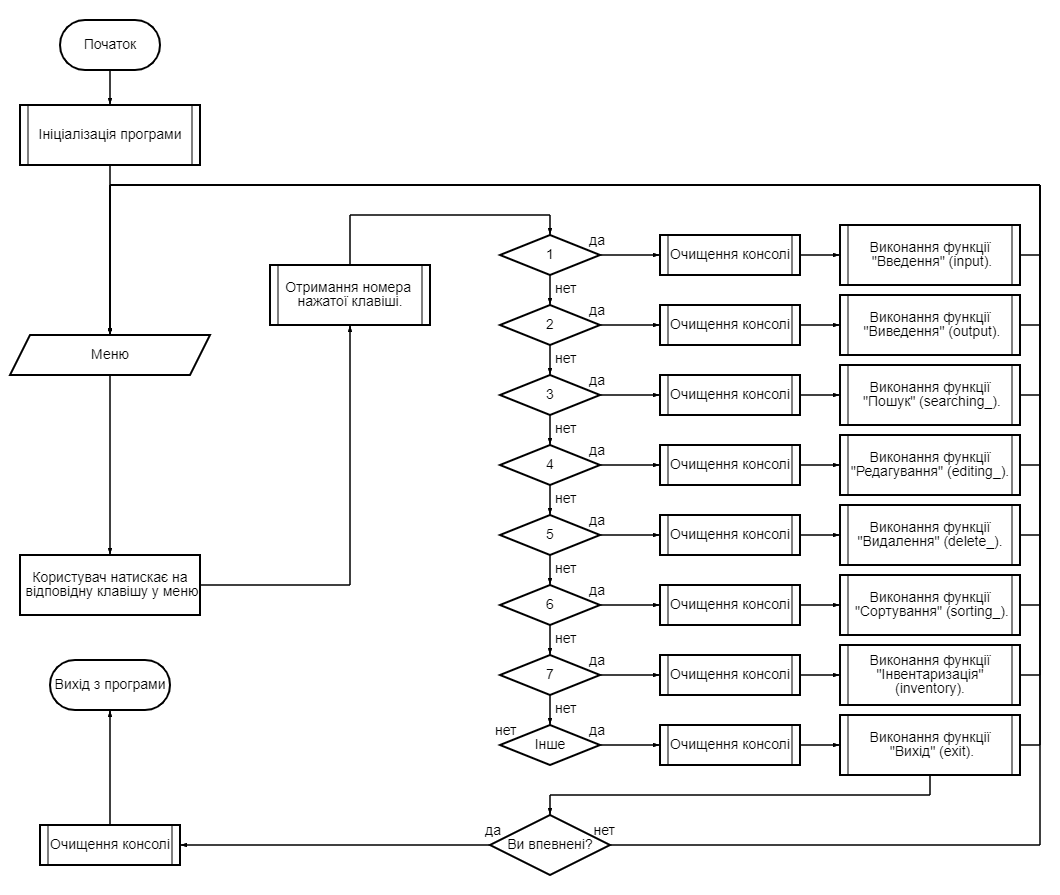 Початок
Ініціалізація програми
Меню
Користувач натискає на
відповідну клавішу у меню
Отримання номера
нажатої клавіші.
1
да
нет
Очищення консолі
Виконання функції
"Введення" (input).
2
да
нет
Очищення консолі
Виконання функції
"Виведення" (output).
3
да
нет
Очищення консолі
Виконання функції
"Пошук" (searching_).
4
да
нет
Очищення консолі
Виконання функції
"Редагування" (editing_).
5
да
нет
Очищення консолі
Виконання функції
"Видалення" (delete_).
6
да
нет
Очищення консолі
Виконання функції
"Сортування" (sorting_).
7
да
нет
Очищення консолі
Виконання функції
"Інвентаризація"
(inventory).
нет
Інше
да
Очищення консолі
Виконання функції
"Вихід" (exit).
да
Ви впевнені?
нет
Очищення консолі
Вихід з програми